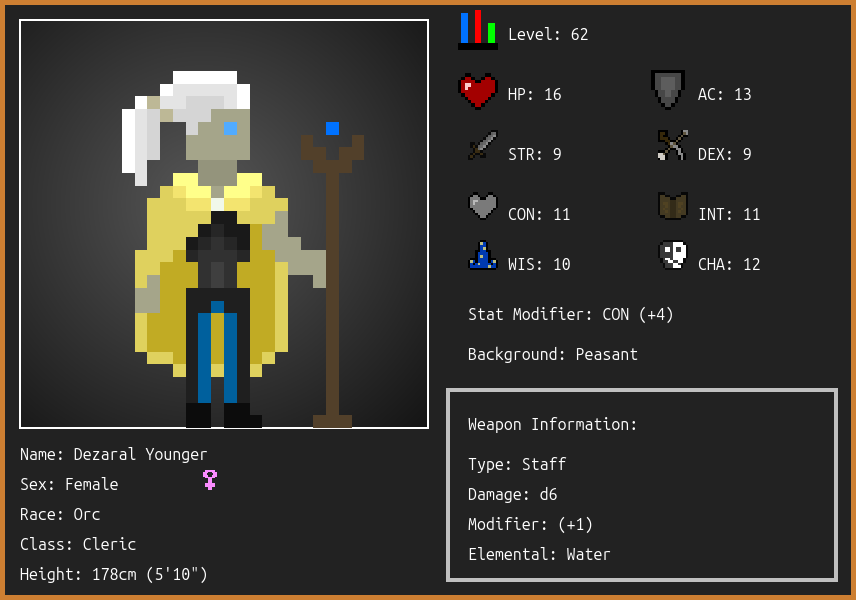 Level: 62
HP: 16
AC: 13
STR: 9
DEX: 9
CON: 11
INT: 11
WIS: 10
CHA: 12
Stat Modifier: CON (+4)
Background: Peasant
Weapon Information:
Type: Staff
Damage: d6
Modifier: (+1)
Elemental: Water
Name: Dezaral Younger
Sex: Female
Race: Orc
Class: Cleric
Height: 178cm (5'10")